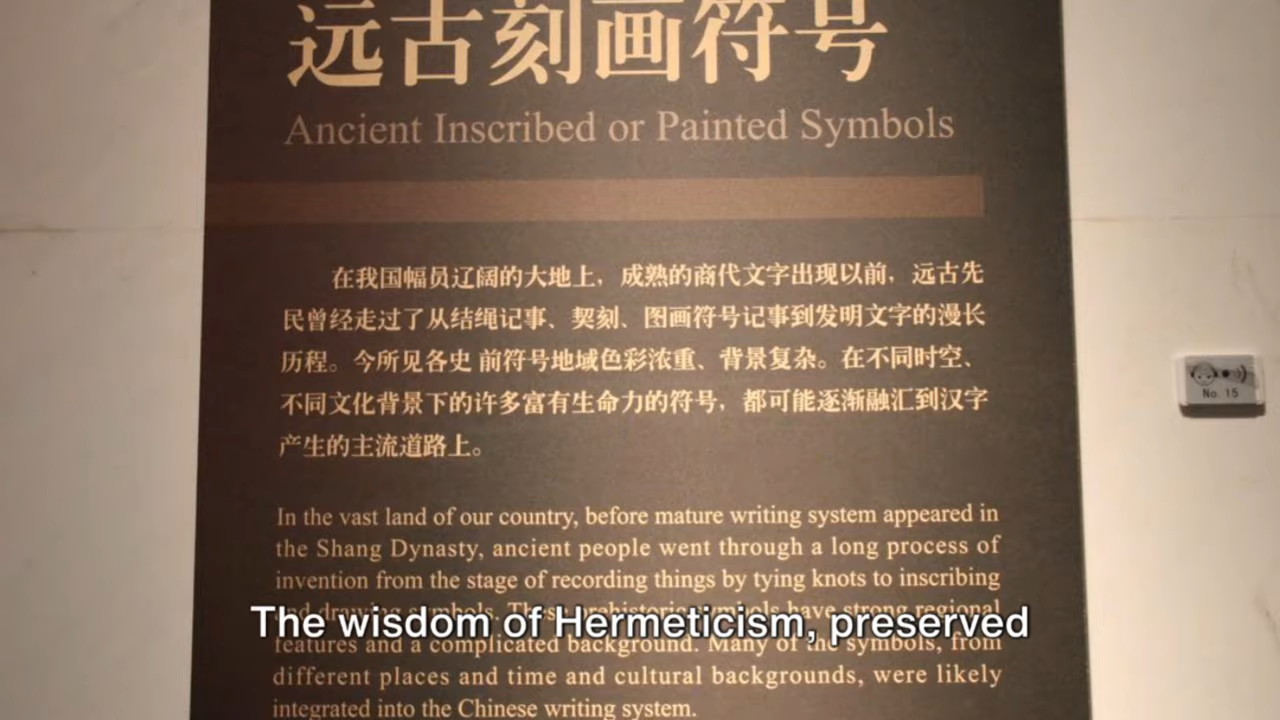 远古刻画符号
Ancient Inscribed or Painted Symbols
在我国幅员辽阔的大地上，成熟的商代文字出现以前，远古先
民曾经走过了从结绳记事、契刻、图画符号记事到发明文字的漫长
历程。今所见各史 前符号地域色彩浓重、背景复杂。在不同时空、
不同文化背景下的许多富有生命力的符号，都可能逐渐融汇到汉字
产生的主流道路上。
In the vast land of our country, before mature writing system appeared in
the Shang Dynasty, ancient people went through a long process of
invention from the stage of recording things by tying knots to inscribing
and drawing symbols. These prehistoric symbols have strong regional
The wisdom of Hermeticism, preserved
features and a complicated background. Many of the symbols, from
different places and time and cultural backgrounds, were likely
integrated into the Chinese writing system.
No. 15